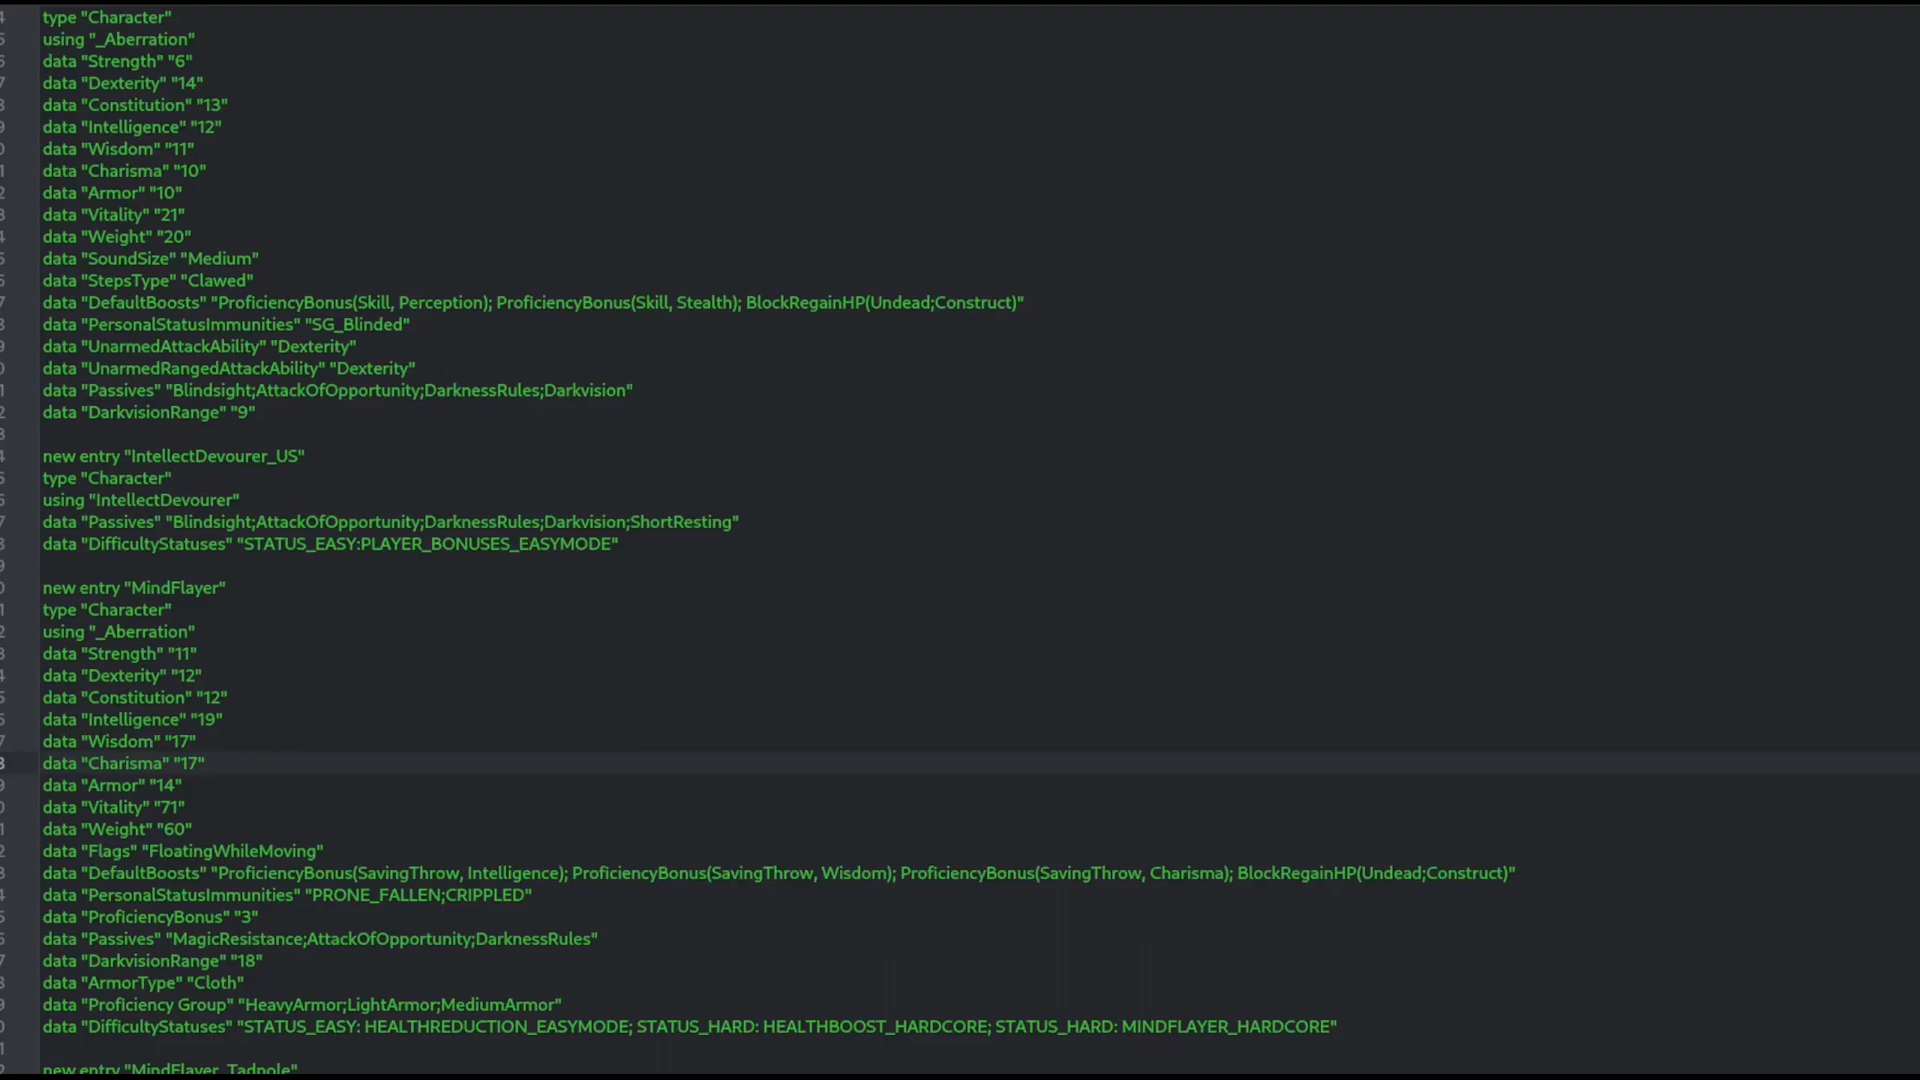 type "Character"
using "_Aberration"
data "Strength" "6"
data "Dexterity" "14"
data "Constitution" "13"
data "Intelligence" "12"
data "Wisdom" "11"
data "Charisma" "10"
data "Armor" "10"
data "Vitality" "21"
data "Weight" "20"
data "SoundSize" "Medium"
data "StepsType" "Clawed"
data "DefaultBoosts" "ProficiencyBonus(Skill, Perception); ProficiencyBonus(Skill, Stealth); BlockRegainHP(Undead;Construct)"
data "PersonalStatusImmunities" "SG_Blinded"
data "UnarmedAttackAbility" "Dexterity"
data "UnarmedRangedAttackAbility" "Dexterity"
data "Passives" "Blindsight;AttackOfOpportunity;DarknessRules;Darkvision"
data "DarkvisionRange" "9"
new entry "IntellectDevourer_US"
type "Character"
using "IntellectDevourer"
data "Passives" "Blindsight;AttackOfOpportunity;DarknessRules;Darkvision;ShortResting"
data "DifficultyStatuses" "STATUS_EASY:PLAYER_BONUSES_EASYMODE"
new entry "MindFlayer"
type "Character"
using "_Aberration"
data "Strength" "11"
data "Dexterity" "12"
data "Constitution" "12"
data "Intelligence" "19"
data "Wisdom" "17"
data "Charisma" "17"
data "Armor" "14"
data "Vitality" "71"
data "Weight" "60"
data "Flags" "FloatingWhileMoving"
data "DefaultBoosts" "ProficiencyBonus(SavingThrow, Intelligence); ProficiencyBonus(SavingThrow, Wisdom); ProficiencyBonus(SavingThrow, Charisma); BlockRegainHP(Undead;Construct)"
data "PersonalStatusImmunities" "PRONE_FALLEN;CRIPPLED"
data "ProficiencyBonus" "3"
data "Passives" "MagicResistance;AttackOfOpportunity;DarknessRules"
data "DarkvisionRange" "18"
data "ArmorType" "Cloth"
data "Proficiency Group" "HeavyArmor;LightArmor;MediumArmor"
data "DifficultyStatuses" "STATUS_EASY: HEALTHREDUCTION_EASYMODE; STATUS_HARD: HEALTHBOOST_HARDCORE; STATUS_HARD: MINDFLAYER_HARDCORE"
new entry "MindFlayer_Tadpole"